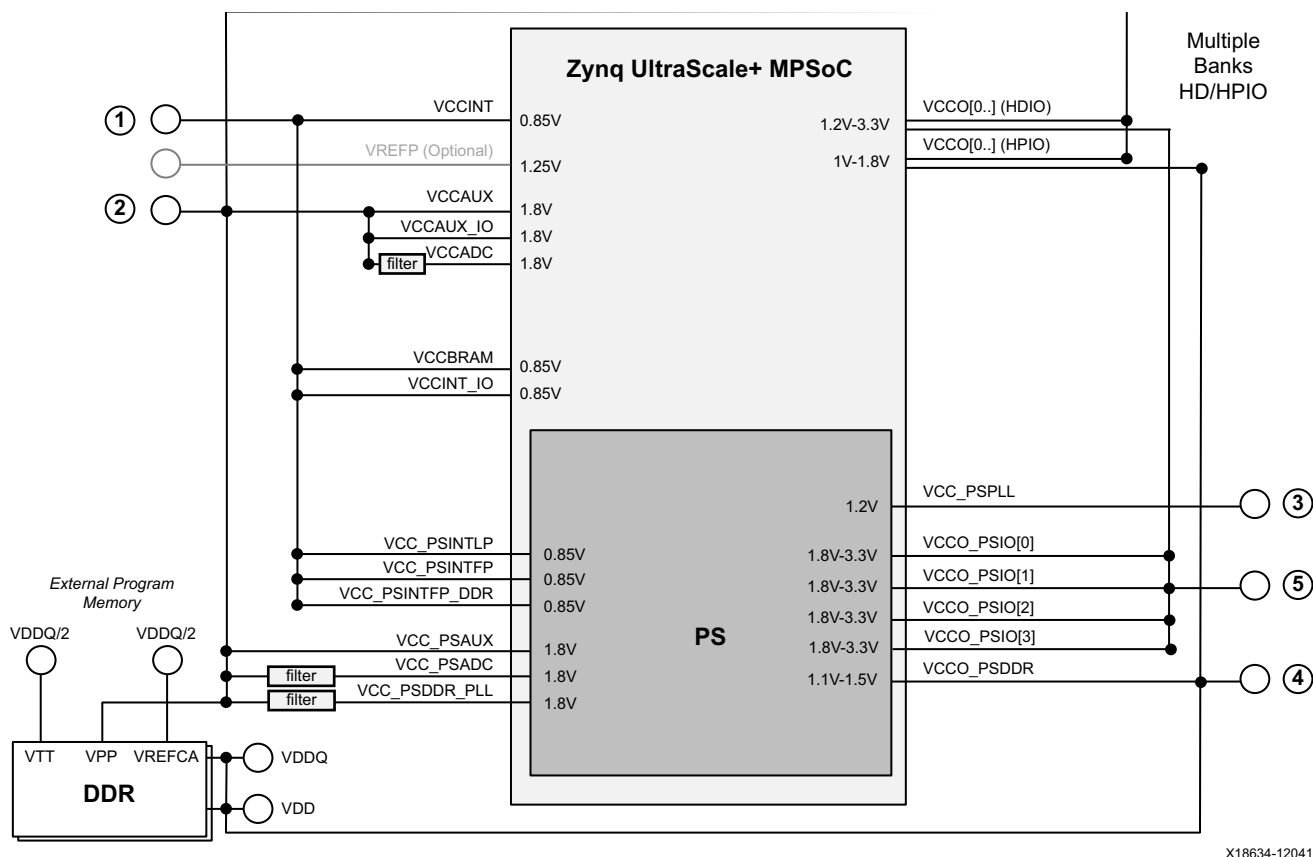 Zynq UltraScale+ MPSoC
Multiple
Banks
HD/HPIO
1
VCCINT
0.85V
VREFP (Optional)
1.25V
2
VCCAUX
1.8V
VCCAUX_IO
1.8V
filter
VCCADC
1.8V
VCCBRAM
0.85V
VCCINT_IO
0.85V
1.2V-3.3V
VCCO[0..] (HDIO)
1V-1.8V
VCCO[0..] (HPIO)
PS
VCC_PSINTLP
0.85V
VCC_PSINTFP
0.85V
VCC_PSINTFP_DDR
0.85V
VCC_PSAUX
1.8V
filter
VCC_PSADC
1.8V
filter
VCC_PSDDR_PLL
1.8V
1.2V
VCC_PSPLL
3
1.8V-3.3V
VCCO_PSIO[0]
1.8V-3.3V
VCCO_PSIO[1]
5
1.8V-3.3V
VCCO_PSIO[2]
1.8V-3.3V
VCCO_PSIO[3]
1.1V-1.5V
VCCO_PSDDR
4
External Program
Memory
VDDQ/2
VDDQ/2
VTT
VPP
VREFCA
DDR
VDDQ
VDD
X18634-12041